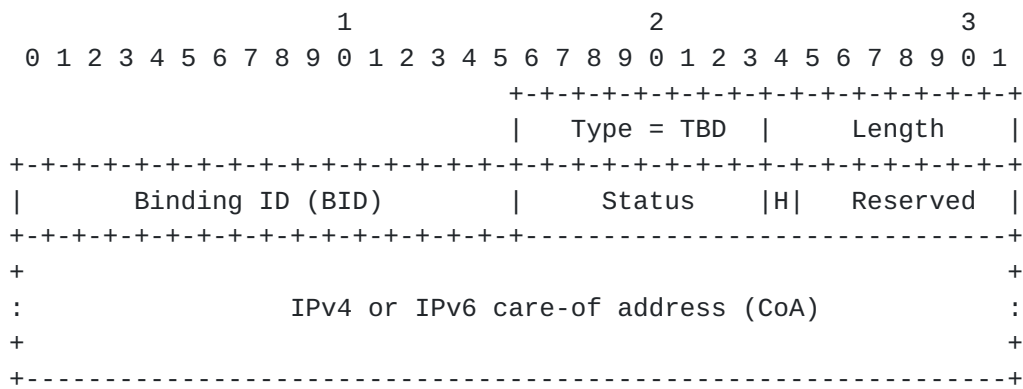 1                   2                   3
 0 1 2 3 4 5 6 7 8 9 0 1 2 3 4 5 6 7 8 9 0 1 2 3 4 5 6 7 8 9 0 1
                                +-+-+-+-+-+-+-+-+-+-+-+-+-+-+-+-+
                                |   Type = TBD  |     Length    |
+-+-+-+-+-+-+-+-+-+-+-+-+-+-+-+-+-+-+-+-+-+-+-+-+-+-+-+-+-+-+-+-+
|       Binding ID (BID)        |     Status    |H|   Reserved  |
+-+-+-+-+-+-+-+-+-+-+-+-+-+-+-+-+-------------------------------+
+                                                               +
:                 IPv4 or IPv6 care-of address (CoA)            :
+                                                               +
+---------------------------------------------------------------+